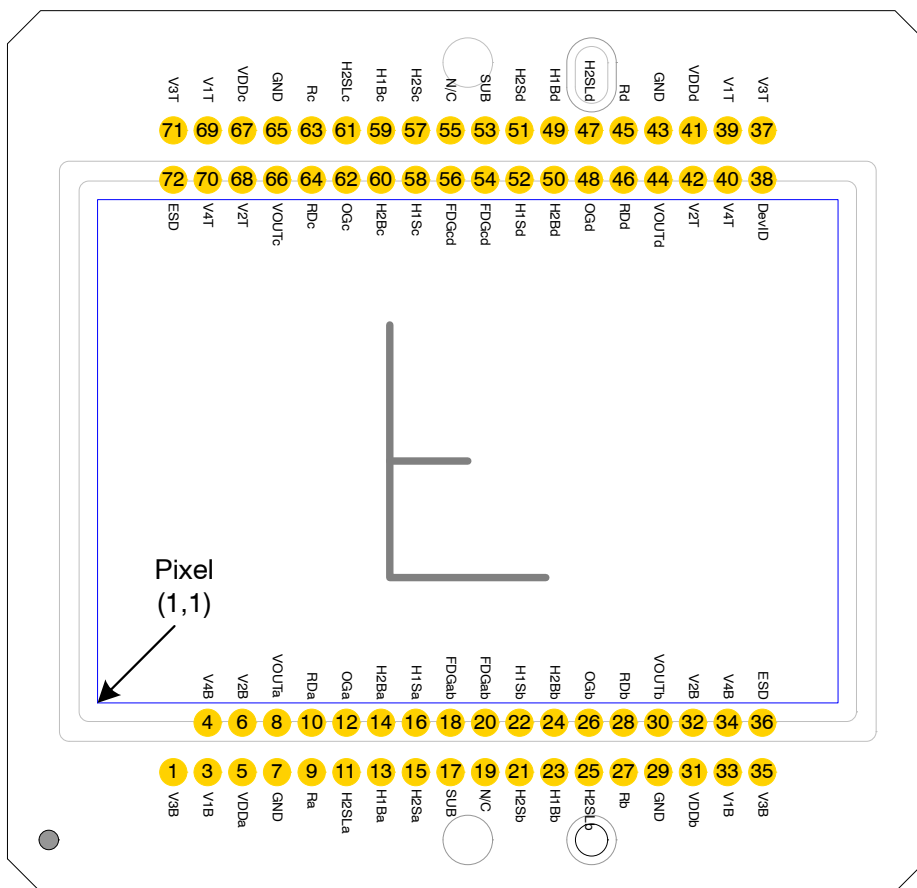 V3T V1T VDDc GND Rc H2SLc H1Bc H2Sc N/C SUB H2Sd H1Bd H2SLd Rd GND VDDd V1T V3T
71 69 67 65 63 61 59 57 55 53 51 49 47 45 43 41 39 37
72 70 68 66 64 62 60 58 56 54 52 50 48 46 44 42 40 38
ESD V4T V2T VOUTc RDc OGc H2Bc H1Sc FDGcd FDGcd H1Sd H2Bd OGd RDd VOUTd V2T V4T DevID
Pixel
(1,1)
V4B V2B VOUTa RDa OGa H2Ba H1Sa FDGab FDGab H1Sb H2Bb OGb RDb VOUTb V2B V4B ESD
4 6 8 10 12 14 16 18 20 22 24 26 28 30 32 34 36
1 3 5 7 9 11 13 15 17 19 21 23 25 27 29 31 33 35
V3B V1B VDDa GND Ra H2SLa H1Ba H2Sa SUB N/C H2Sb H1Bb H2SLb Rb GND VDDb V1B V3B